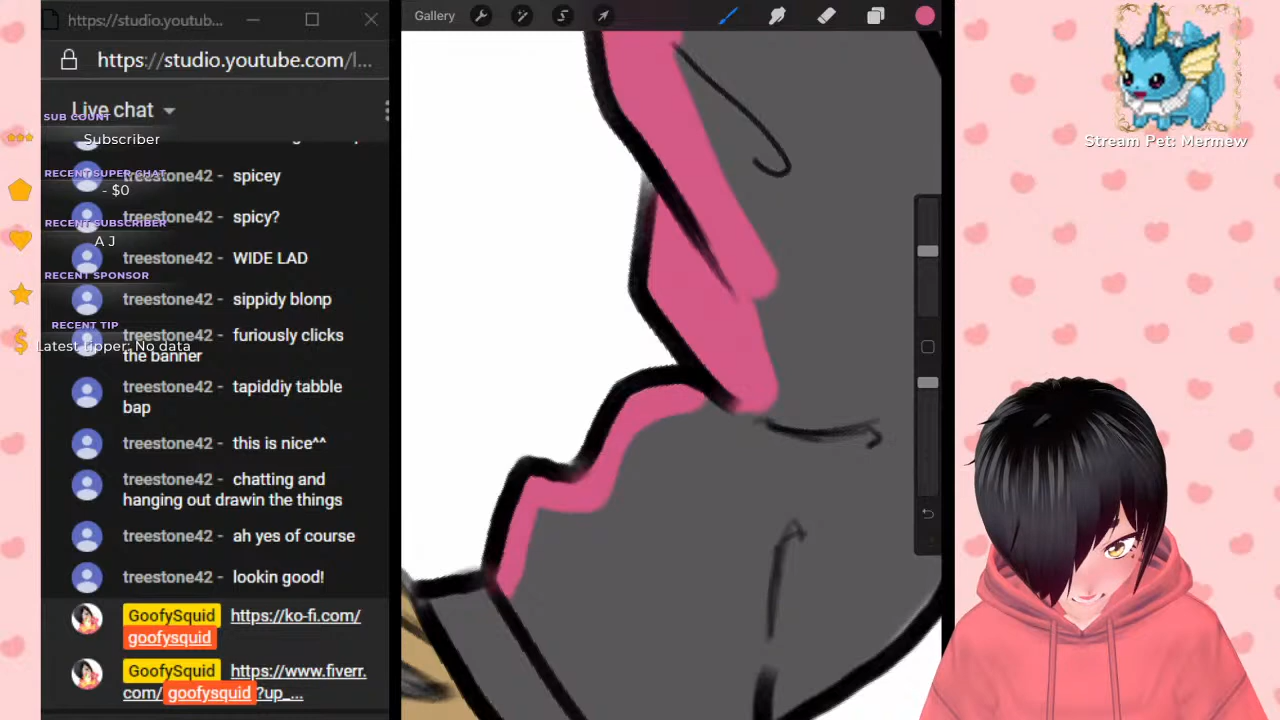 https://studio.youtub...
https://studio.youtube.com/l...
Live chat
SUB COUNT
Subscriber
RECENT SUPER CHAT
- $0
RECENT SUBSCRIBER
A J
RECENT SPONSOR
RECENT TIP
Latest tipper: No data
treestone42 - spicey
treestone42 - spicy?
treestone42 - WIDE LAD
treestone42 - sippidy blonp
treestone42 - furiously clicks
the banner
treestone42 - tapiddiy tabble
bap
treestone42 - this is nice^^
treestone42 - chatting and
hanging out drawin the things
treestone42 - ah yes of course
treestone42 - lookin good!
GoofySquid https://ko-fi.com/
goofysquid
GoofySquid https://www.fiverr.
com/goofysquid?up_...
Gallery
Stream Pet: Mermew